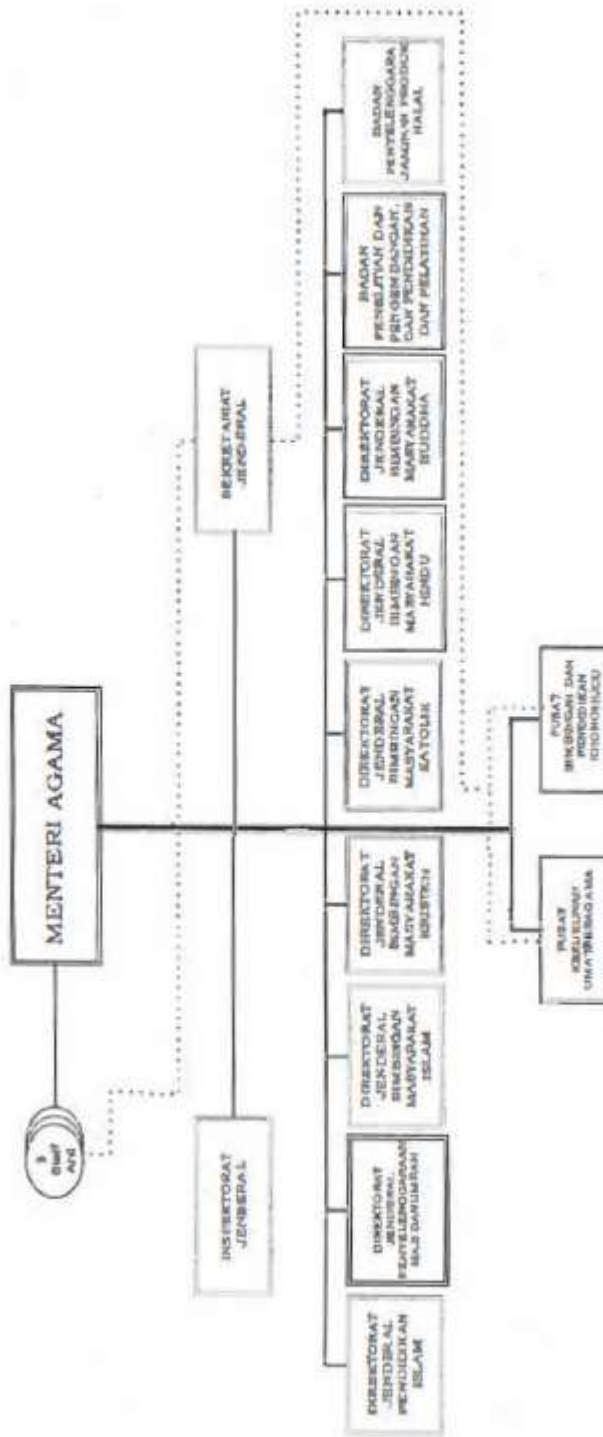 MENTERI AGAMA
3
Staf
Ahli
INSPEKTORAT
JENDERAL
SEKRETARIAT
JENDERAL
DIREKTORAT
JENDERAL
PENDIDIKAN
ISLAM
DIREKTORAT
JENDERAL
PENYELENGGARAAN
HAJI DAN UMRAH
DIREKTORAT
JENDERAL
BIMBINGAN
MASYARAKAT
ISLAM
DIREKTORAT
JENDERAL
BIMBINGAN
MASYARAKAT
KRISTEN
DIREKTORAT
JENDERAL
BIMBINGAN
MASYARAKAT
KATOLIK
DIREKTORAT
JENDERAL
BIMBINGAN
MASYARAKAT
HINDU
DIREKTORAT
JENDERAL
BIMBINGAN
MASYARAKAT
BUDDHA
BADAN
PENELITIAN DAN
PENGEMBANGAN,
DAN PENDIDIKAN
DAN PELATIHAN
BADAN
PENYELENGGARA
JAMINAN PRODUK
HALAL
PUSAT
KERUKUNAN
UMAT BERAGAMA
PUSAT
BIMBINGAN DAN
PENDIDIKAN
KHONGHUCU